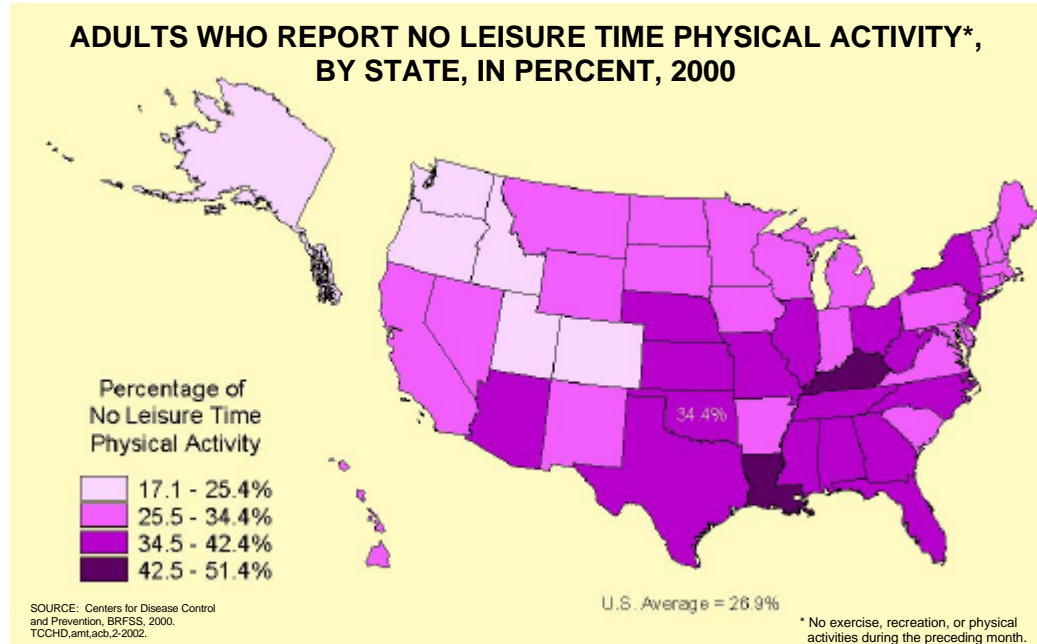 ADULTS WHO REPORT NO LEISURE TIME PHYSICAL ACTIVITY*,
BY STATE, IN PERCENT, 2000
34.4%
Percentage of
No Leisure Time
Physical Activity
17.1 - 25.4%
25.5 - 34.4%
34.5 - 42.4%
42.5 - 51.4%
U.S. Average = 26.9%
SOURCE: Centers for Disease Control
and Prevention, BRFSS, 2000.
TCCHD,amt,acb,2-2002.
* No exercise, recreation, or physical
activities during the preceding month.